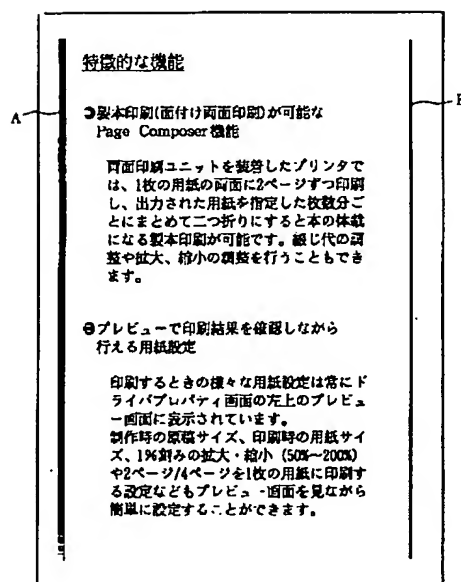 特徴的な機能
A
B
➲製本印刷(面付け両面印刷)が可能な
Page Composer機能
両面印刷ユニットを装着したプリンタで
は、1枚の用紙の両面に2ページずつ印刷
し、出力された用紙を指定した枚数分ご
とにまとめて二つ折りにすると本の体裁
になる製本印刷が可能です。綴じ代の調
整や拡大、縮小の調整を行うこともでき
ます。
➲プレビューで印刷結果を確認しながら
行える用紙設定
印刷するときの様々な用紙設定は常にド
ライバプロパティ画面の左上のプレビュ
ー画面に表示されています。
制作時の原稿サイズ、印刷時の用紙サイ
ズ、1%刻みの拡大・縮小 (50%~200%)
や2ページ/4ページを1枚の用紙に印刷す
る設定などもプレビュー画面を見ながら
簡単に設定することができます。